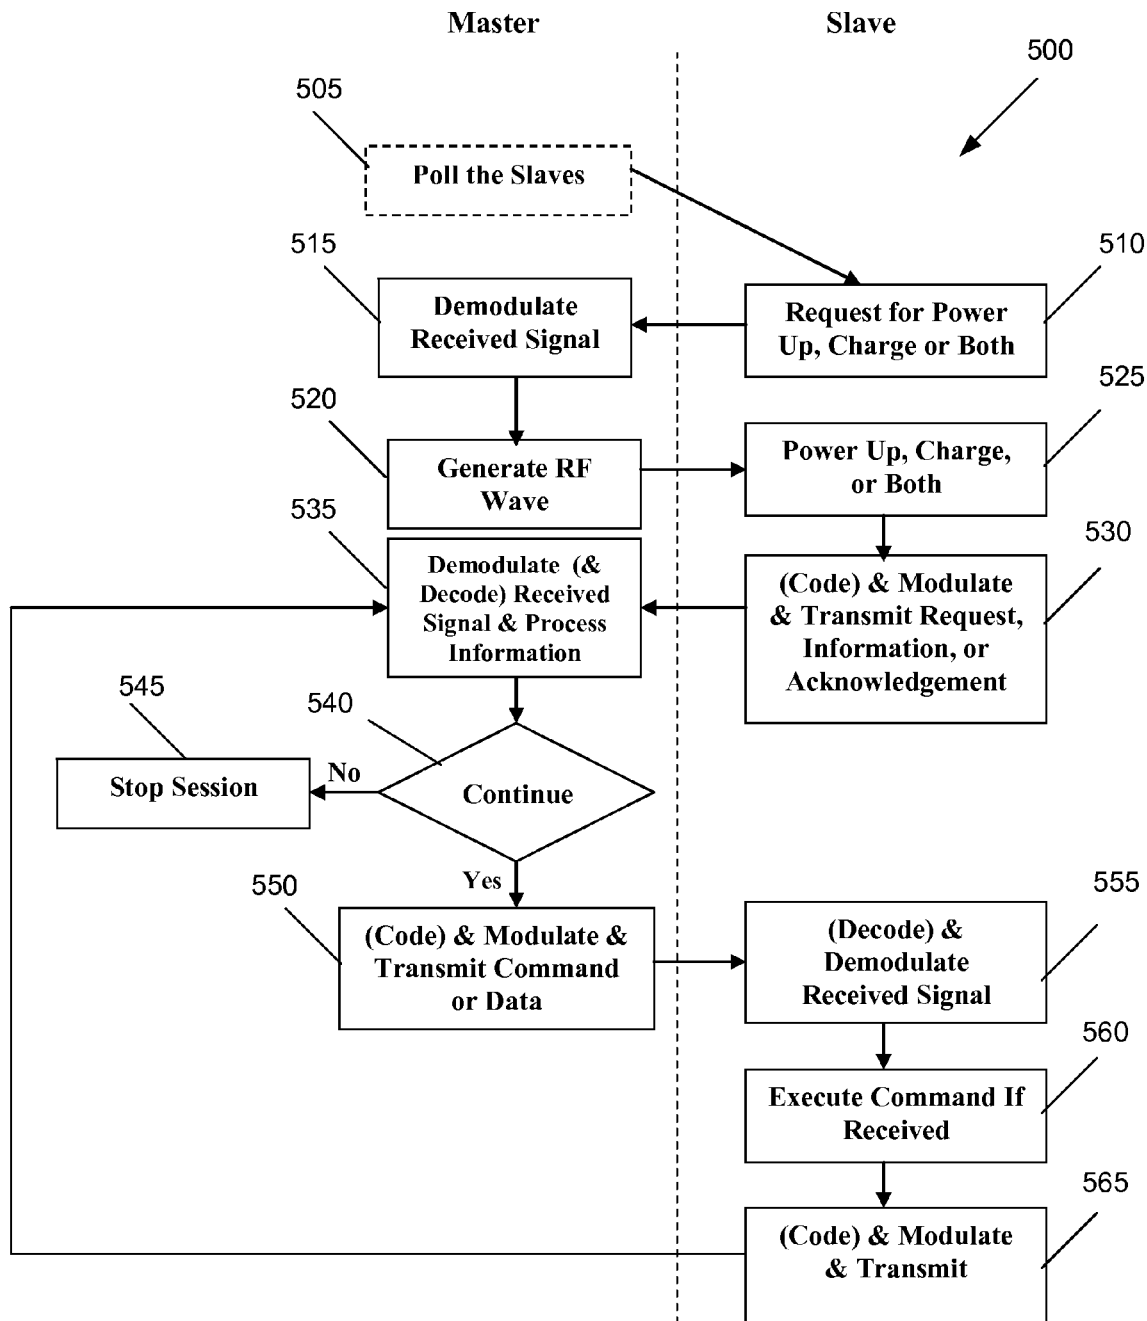 Master
Slave
500
505
Poll the Slaves
515
Demodulate
Received Signal
510
Request for Power
Up, Charge or Both
520
Generate RF
Wave
525
Power Up, Charge,
or Both
535
Demodulate (&
Decode) Received
Signal & Process
Information
530
(Code) & Modulate
& Transmit Request,
Information, or
Acknowledgement
545
Stop Session
No
540
Continue
Yes
550
(Code) & Modulate &
Transmit Command
or Data
555
(Decode) &
Demodulate
Received Signal
560
Execute Command If
Received
565
(Code) & Modulate
& Transmit